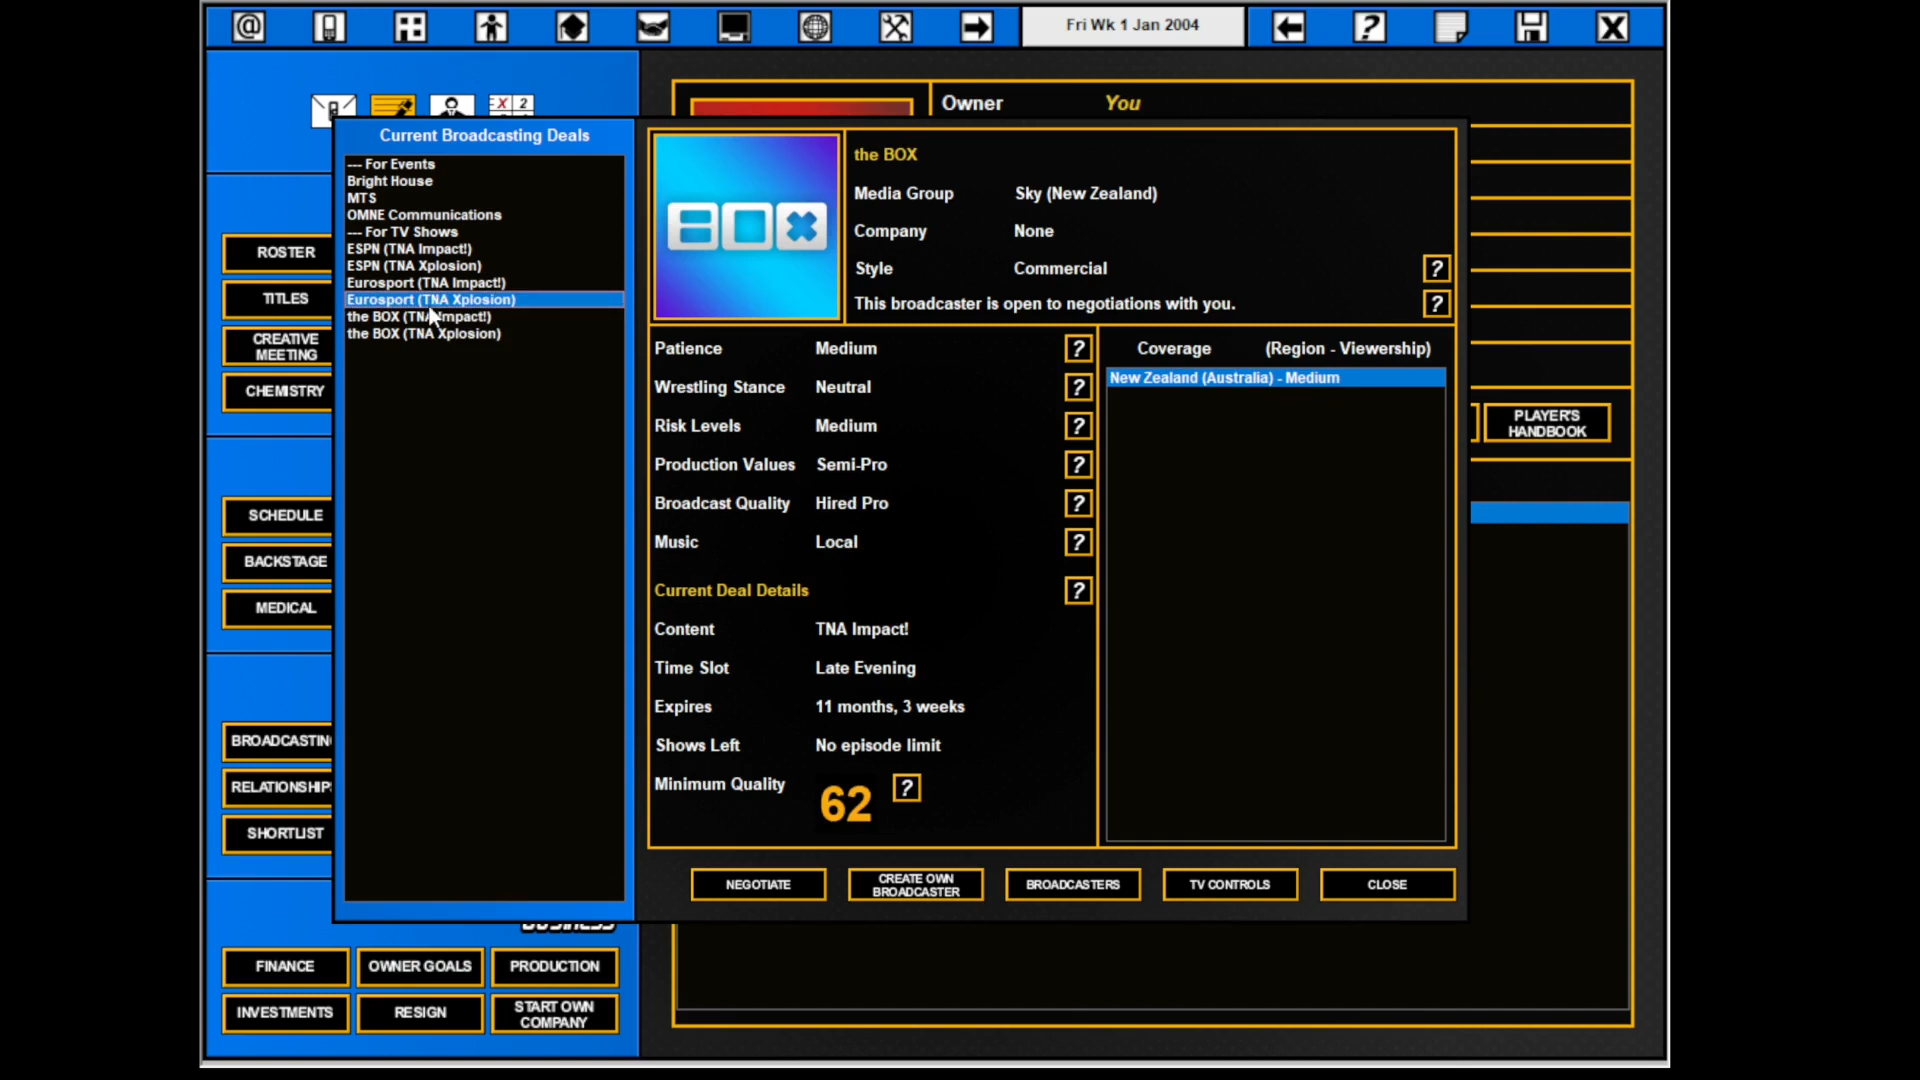 Fri Wk 1 Jan 2004
Owner You
Current Broadcasting Deals
--- For Events
Bright House
MTS
OMNE Communications
--- For TV Shows
ESPN (TNA Impact!)
ESPN (TNA Xplosion)
Eurosport (TNA Impact!)
Eurosport (TNA Xplosion)
the BOX (TNA Impact!)
the BOX (TNA Xplosion)
BOX
the BOX
Media Group Sky (New Zealand)
Company None
Style Commercial ?
This broadcaster is open to negotiations with you. ?
Patience Medium ?
Wrestling Stance Neutral ?
Risk Levels Medium ?
Production Values Semi-Pro ?
Broadcast Quality Hired Pro ?
Music Local ?
Current Deal Details ?
Content TNA Impact!
Time Slot Late Evening
Expires 11 months, 3 weeks
Shows Left No episode limit
Minimum Quality 62 ?
Coverage (Region - Viewership)
New Zealand (Australia) - Medium
NEGOTIATE
CREATE OWN
BROADCASTER
BROADCASTERS
TV CONTROLS
CLOSE
ROSTER
TITLES
CREATIVE
MEETING
CHEMISTRY
SCHEDULE
BACKSTAGE
MEDICAL
BROADCASTIN
RELATIONSHIP
SHORTLIST
BUSINESS
FINANCE
OWNER GOALS
PRODUCTION
INVESTMENTS
RESIGN
START OWN
COMPANY
PLAYER'S
HANDBOOK